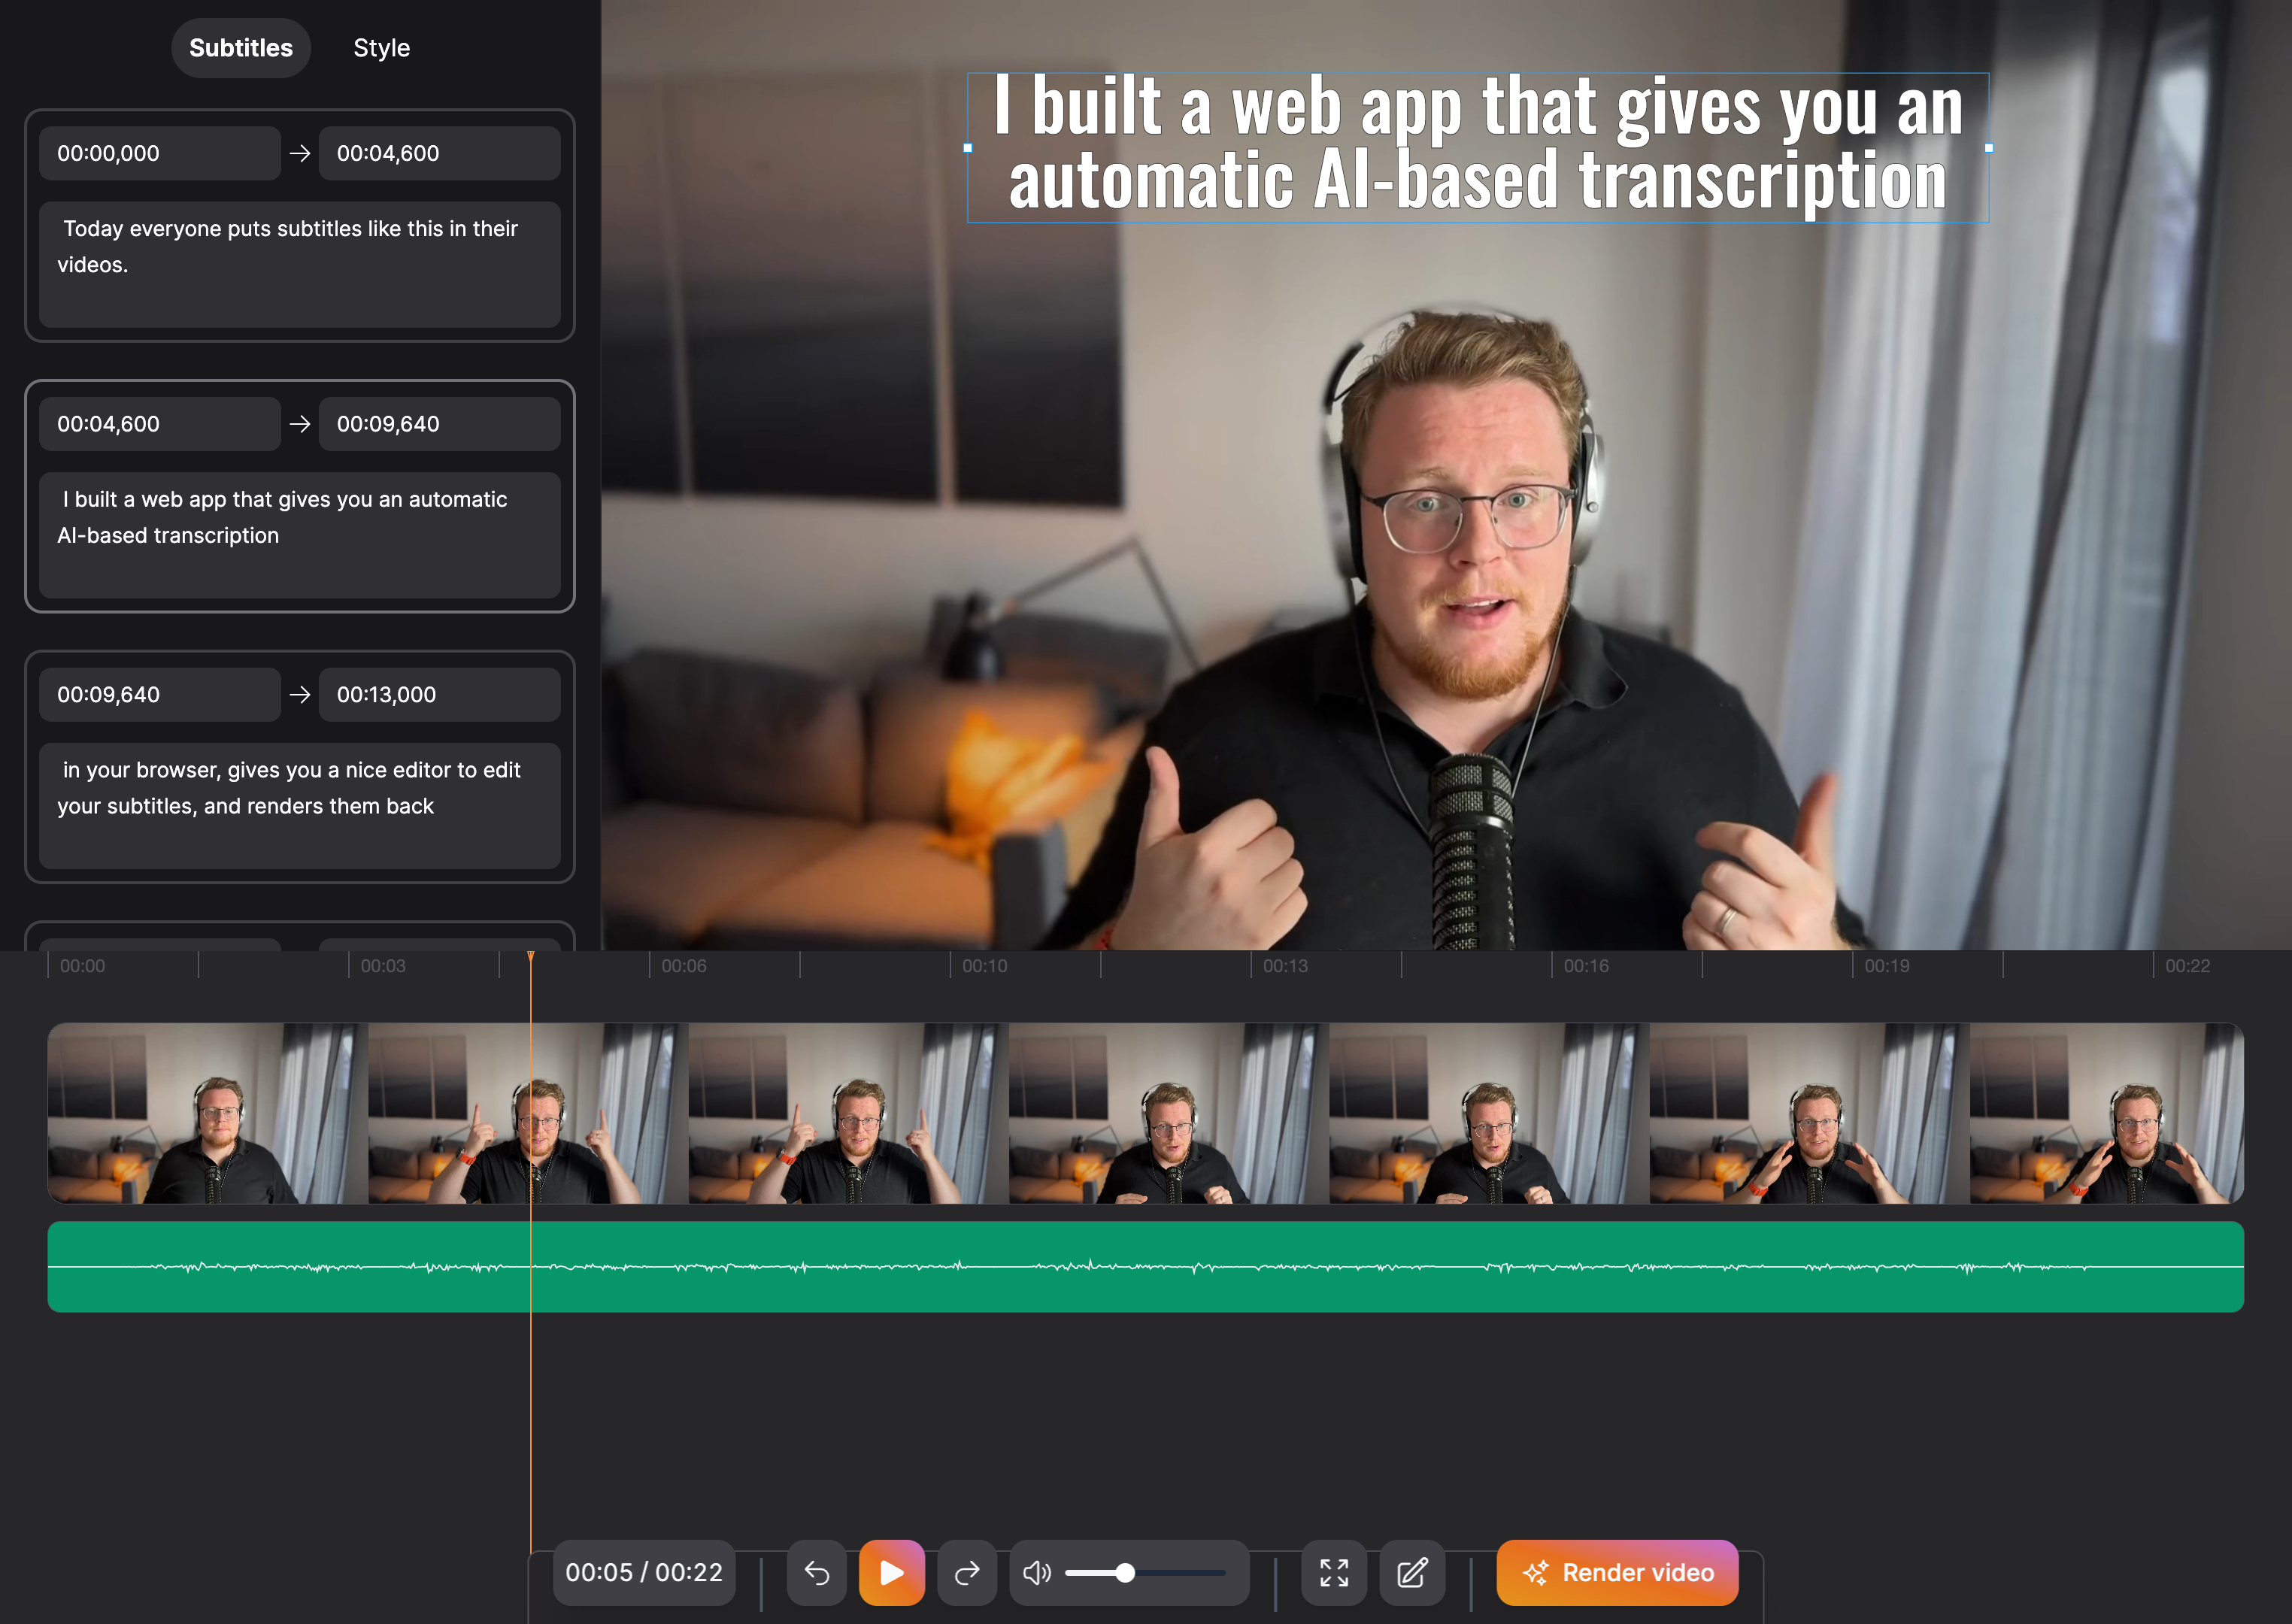 Subtitles
Style
00:00,000 → 00:04,600
Today everyone puts subtitles like this in their
videos.
00:04,600 → 00:09,640
I built a web app that gives you an automatic
AI-based transcription
00:09,640 → 00:13,000
in your browser, gives you a nice editor to edit
your subtitles, and renders them back
I built a web app that gives you an
automatic AI-based transcription
00:00
00:03
00:06
00:10
00:13
00:16
00:19
00:22
00:05 / 00:22
Render video